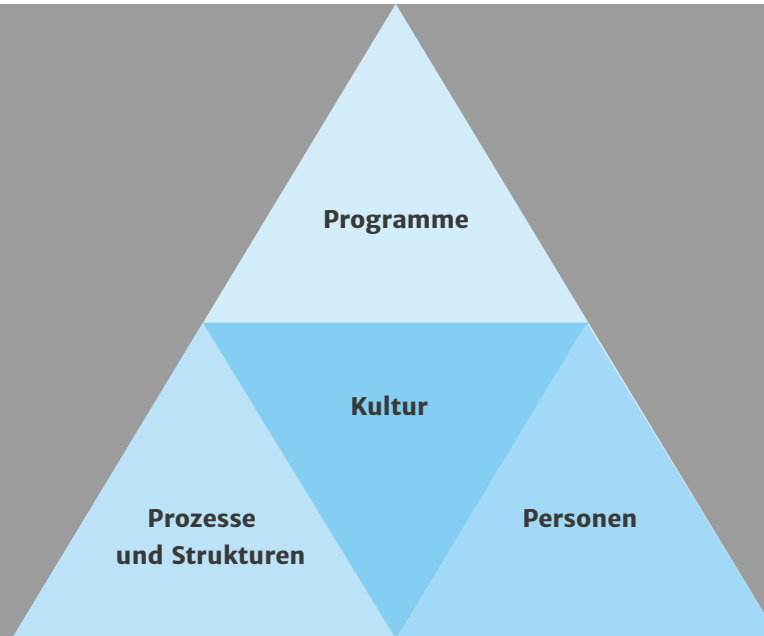 Programme
Kultur
Prozesse
und Strukturen
Personen